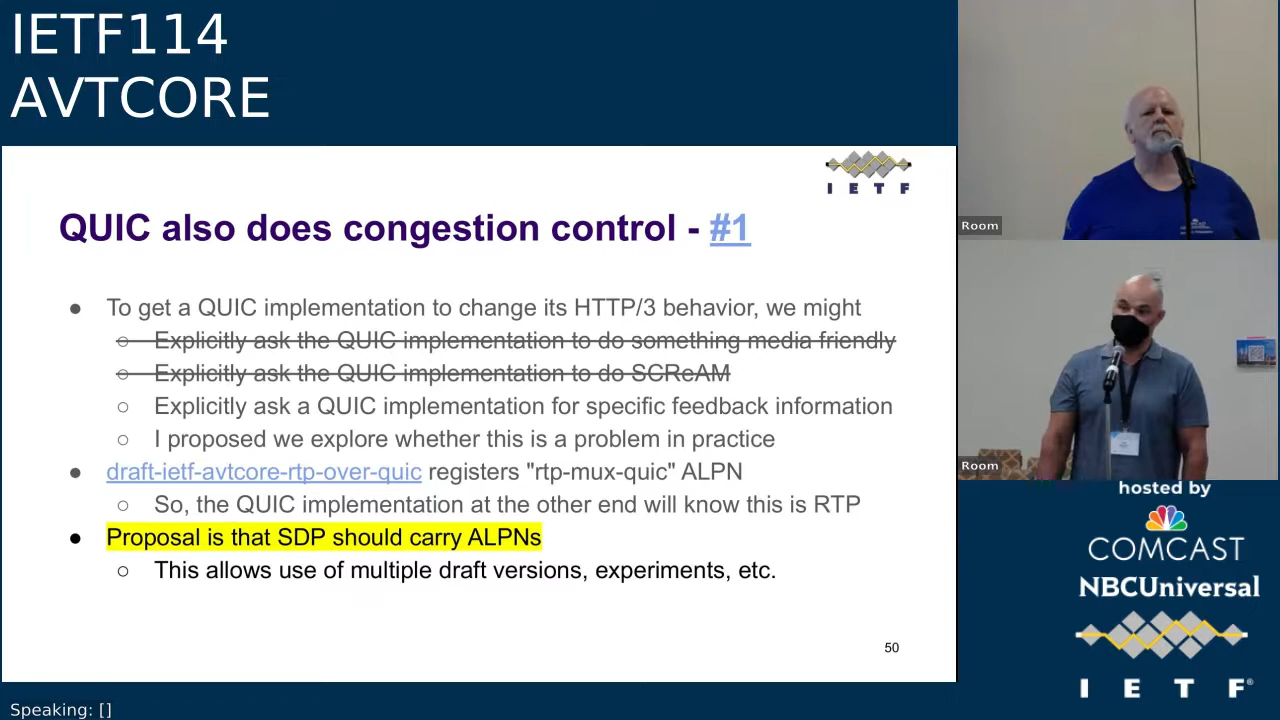 IETF114
AVTCORE
I E T F
QUIC also does congestion control - #1
● To get a QUIC implementation to change its HTTP/3 behavior, we might
○ Explicitly ask the QUIC implementation to do something media friendly
○ Explicitly ask the QUIC implementation to do SCReAM
○ Explicitly ask a QUIC implementation for specific feedback information
○ I proposed we explore whether this is a problem in practice
● draft-ietf-avtcore-rtp-over-quic registers "rtp-mux-quic" ALPN
○ So, the QUIC implementation at the other end will know this is RTP
● Proposal is that SDP should carry ALPNs
○ This allows use of multiple draft versions, experiments, etc.
50
Room
Room
hosted by
COMCAST
NBCUniversal
I E T F®
Speaking: []